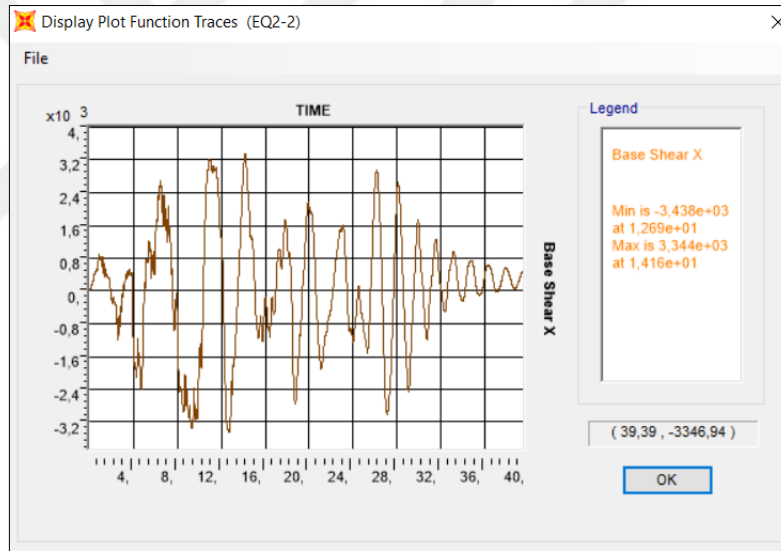 Display Plot Function Traces (EQ2-2)
File
x10 3
TIME
4,
3,2
2,4
1,6
0,8
0,
-0,8
-1,6
-2,4
-3,2
4, 8, 12, 16, 20, 24, 28, 32, 36, 40,
Base Shear X
Legend
Base Shear X
Min is -3,438e+03
at 1,269e+01
Max is 3,344e+03
at 1,416e+01
( 39,39 , -3346,94 )
OK